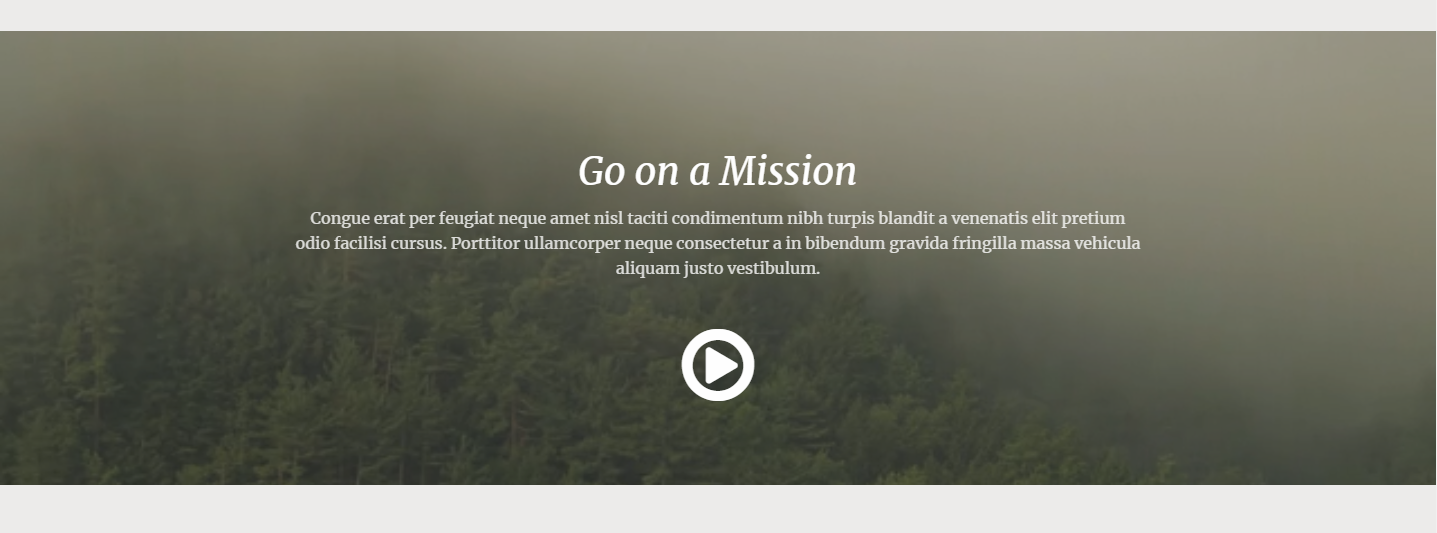 Go on a Mission
Congue erat per feugiat neque amet nisl taciti condimentum nibh turpis blandit a venenatis elit pretium
odio facilisi cursus. Porttitor ullamcorper neque consectetur a in bibendum gravida fringilla massa vehicula
aliquam justo vestibulum.